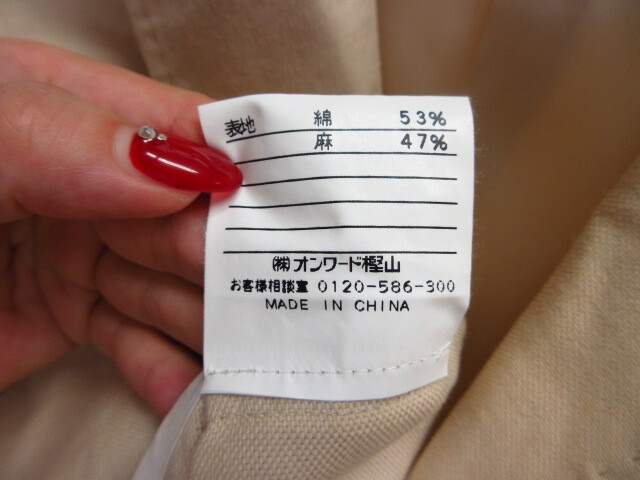 表地 綿 53%
麻 47%
㈱オンワード樫山
お客様相談室 0120-586-300
MADE IN CHINA